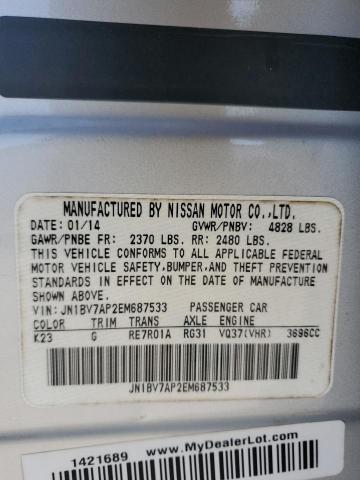 MANUFACTURED BY NISSAN MOTOR CO.,LTD.
DATE: 01/14 GVWR/PNBV: 4828 LBS.
GAWR/PNBE FR: 2370 LBS. RR: 2480 LBS.
THIS VEHICLE CONFORMS TO ALL APPLICABLE FEDERAL
MOTOR VEHICLE SAFETY,BUMPER,AND THEFT PREVENTION
STANDARDS IN EFFECT ON THE DATE OF MANUFACTURE
SHOWN ABOVE.
VIN: JN1BV7AP2EM687533 PASSENGER CAR
COLOR TRIM TRANS AXLE ENGINE
K23 G RE7R01A RG31 VQ37(VHR) 3696CC
JN1BV7AP2EM687533
1421689 www.MyDealerLot.com